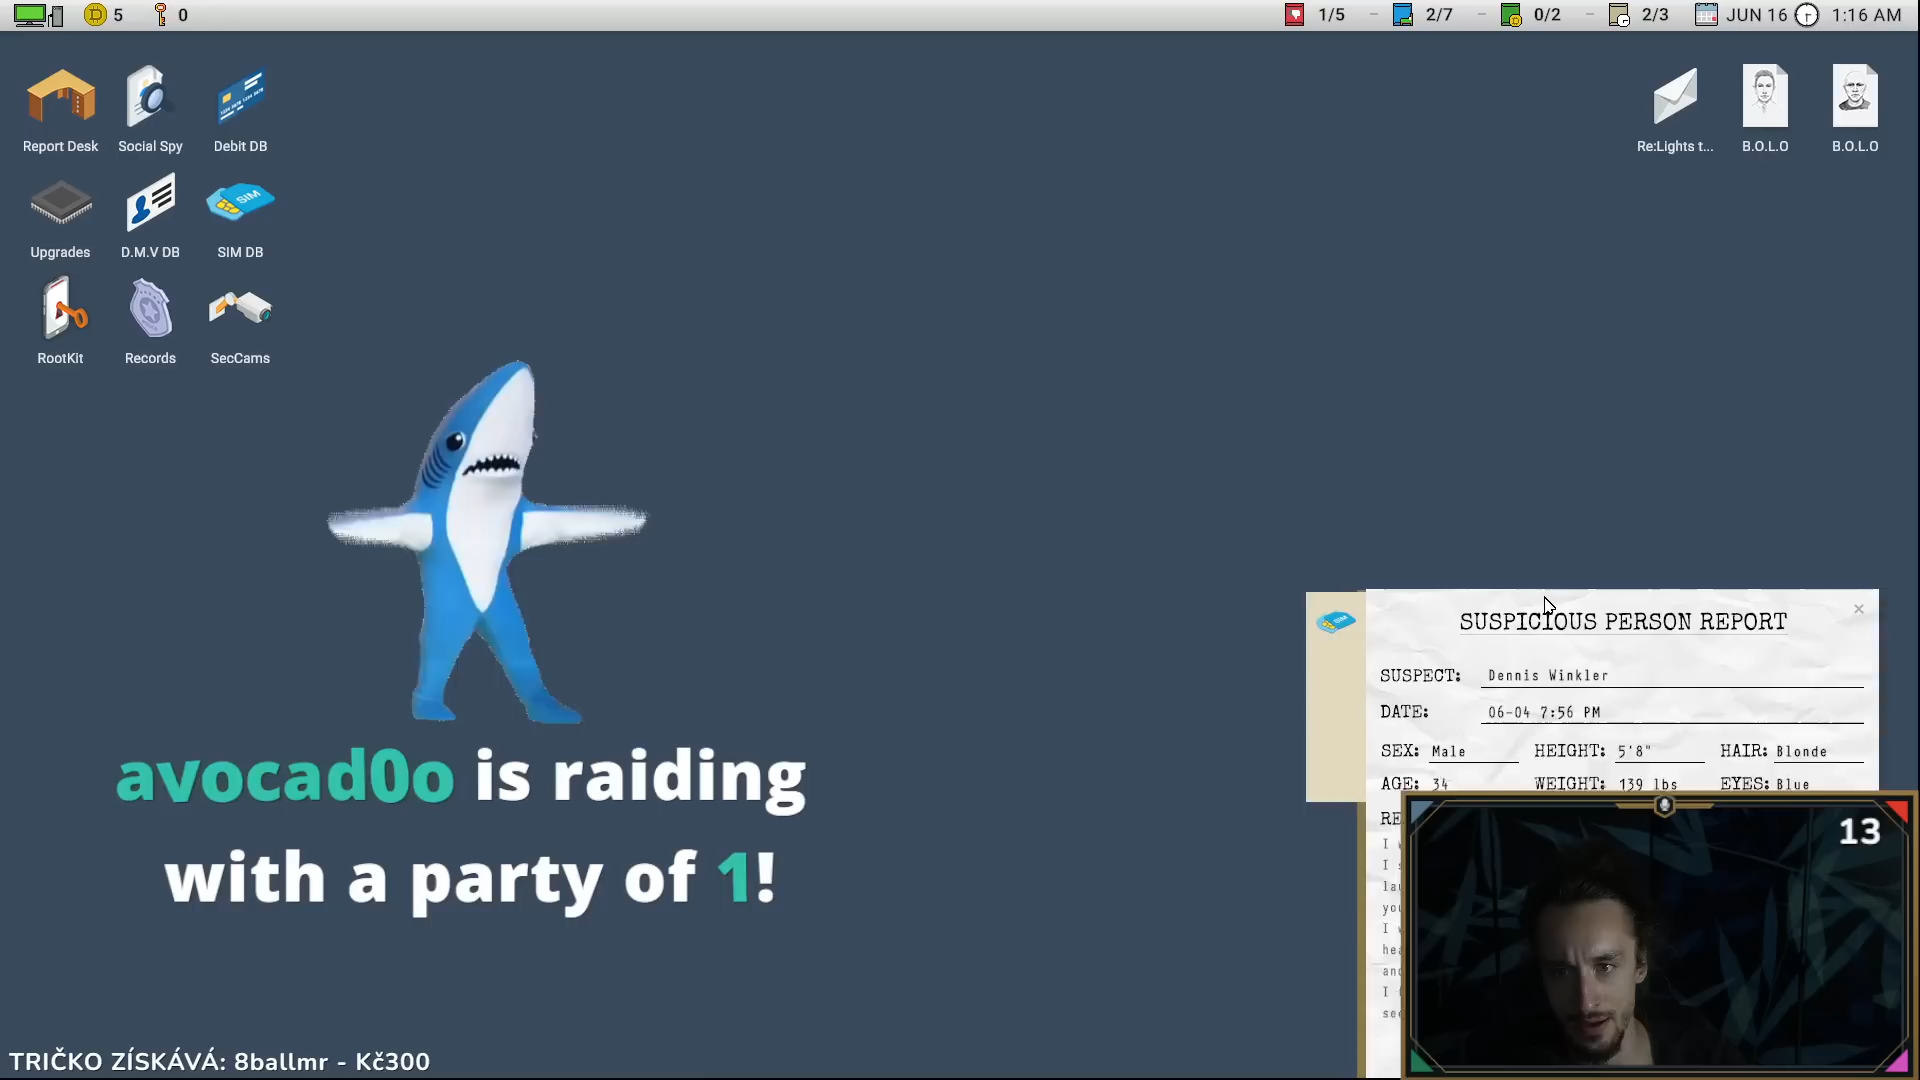 5 0 1/5 2/7 0/2 2/3 JUN 16 1:16 AM
Report Desk Social Spy Debit DB
Upgrades D.M.V DB SIM DB
SIM
RootKit Records SecCams
Re:Lights t... B.O.L.O B.O.L.O
avocad0o is raiding
with a party of 1!
TRIČKO ZÍSKÁVÁ: 8ballmr - Kč300
SUSPICIOUS PERSON REPORT
SUSPECT: Dennis Winkler
DATE: 06-04 7:56 PM
SEX: Male HEIGHT: 5'8" HAIR: Blonde
AGE: 34 WEIGHT: 139 lbs EYES: Blue
RE
13